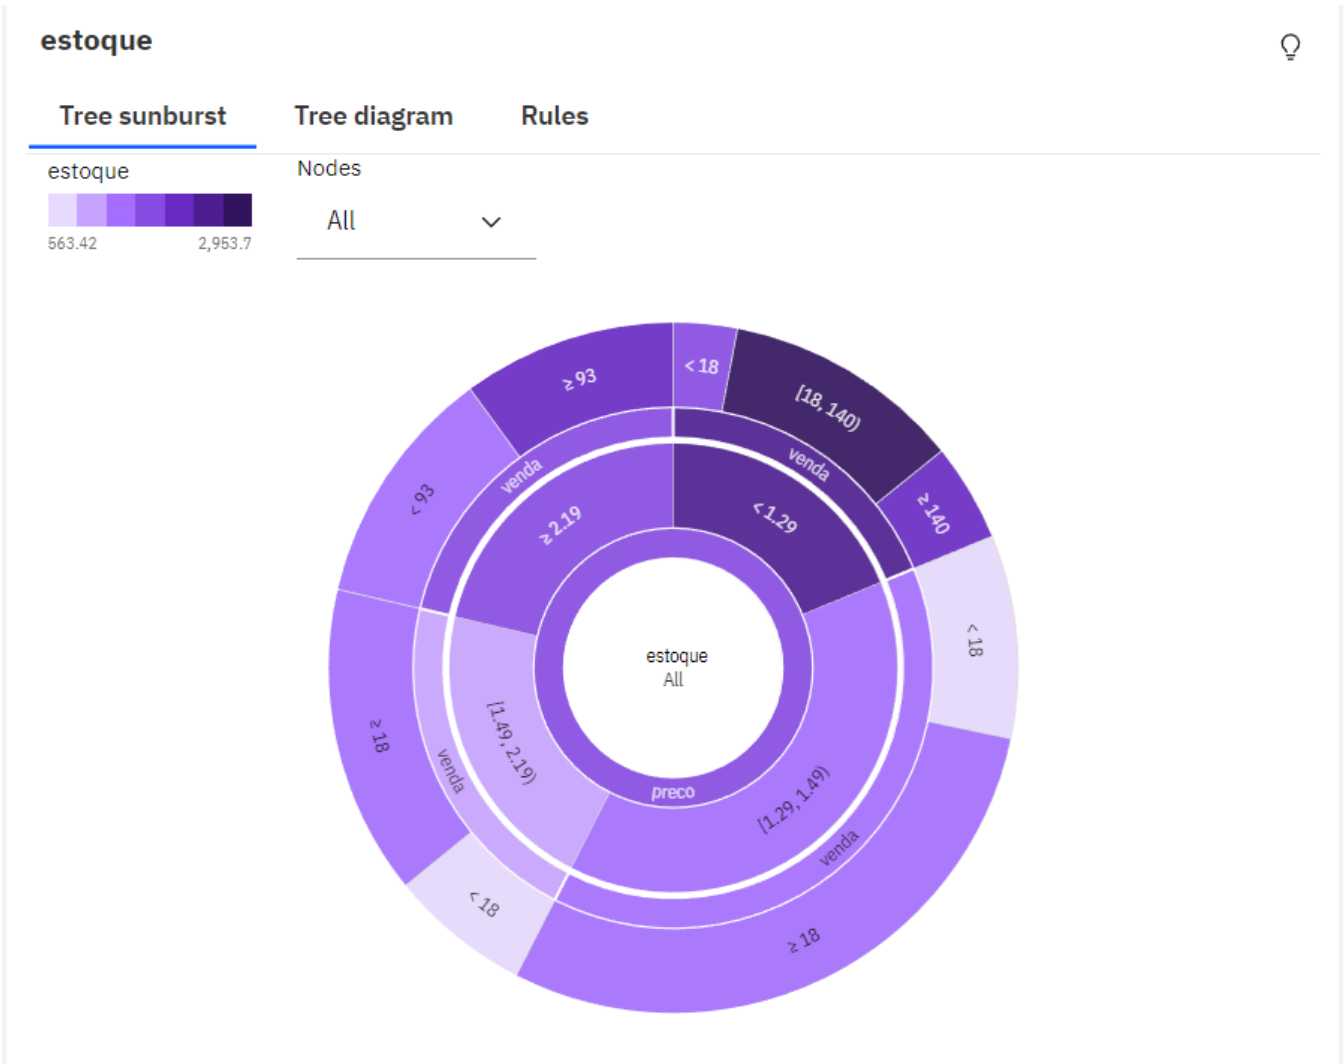 estoque
Tree sunburst Tree diagram Rules
estoque
563.42 2,953.7
Nodes
All
< 18
[18, 140)
≥ 140
venda
< 1.29
< 18
≥ 18
venda
[1.29, 1.49)
< 18
≥ 18
venda
[1.49, 2.19)
< 93
≥ 93
venda
≥ 2.19
preco
estoque
All